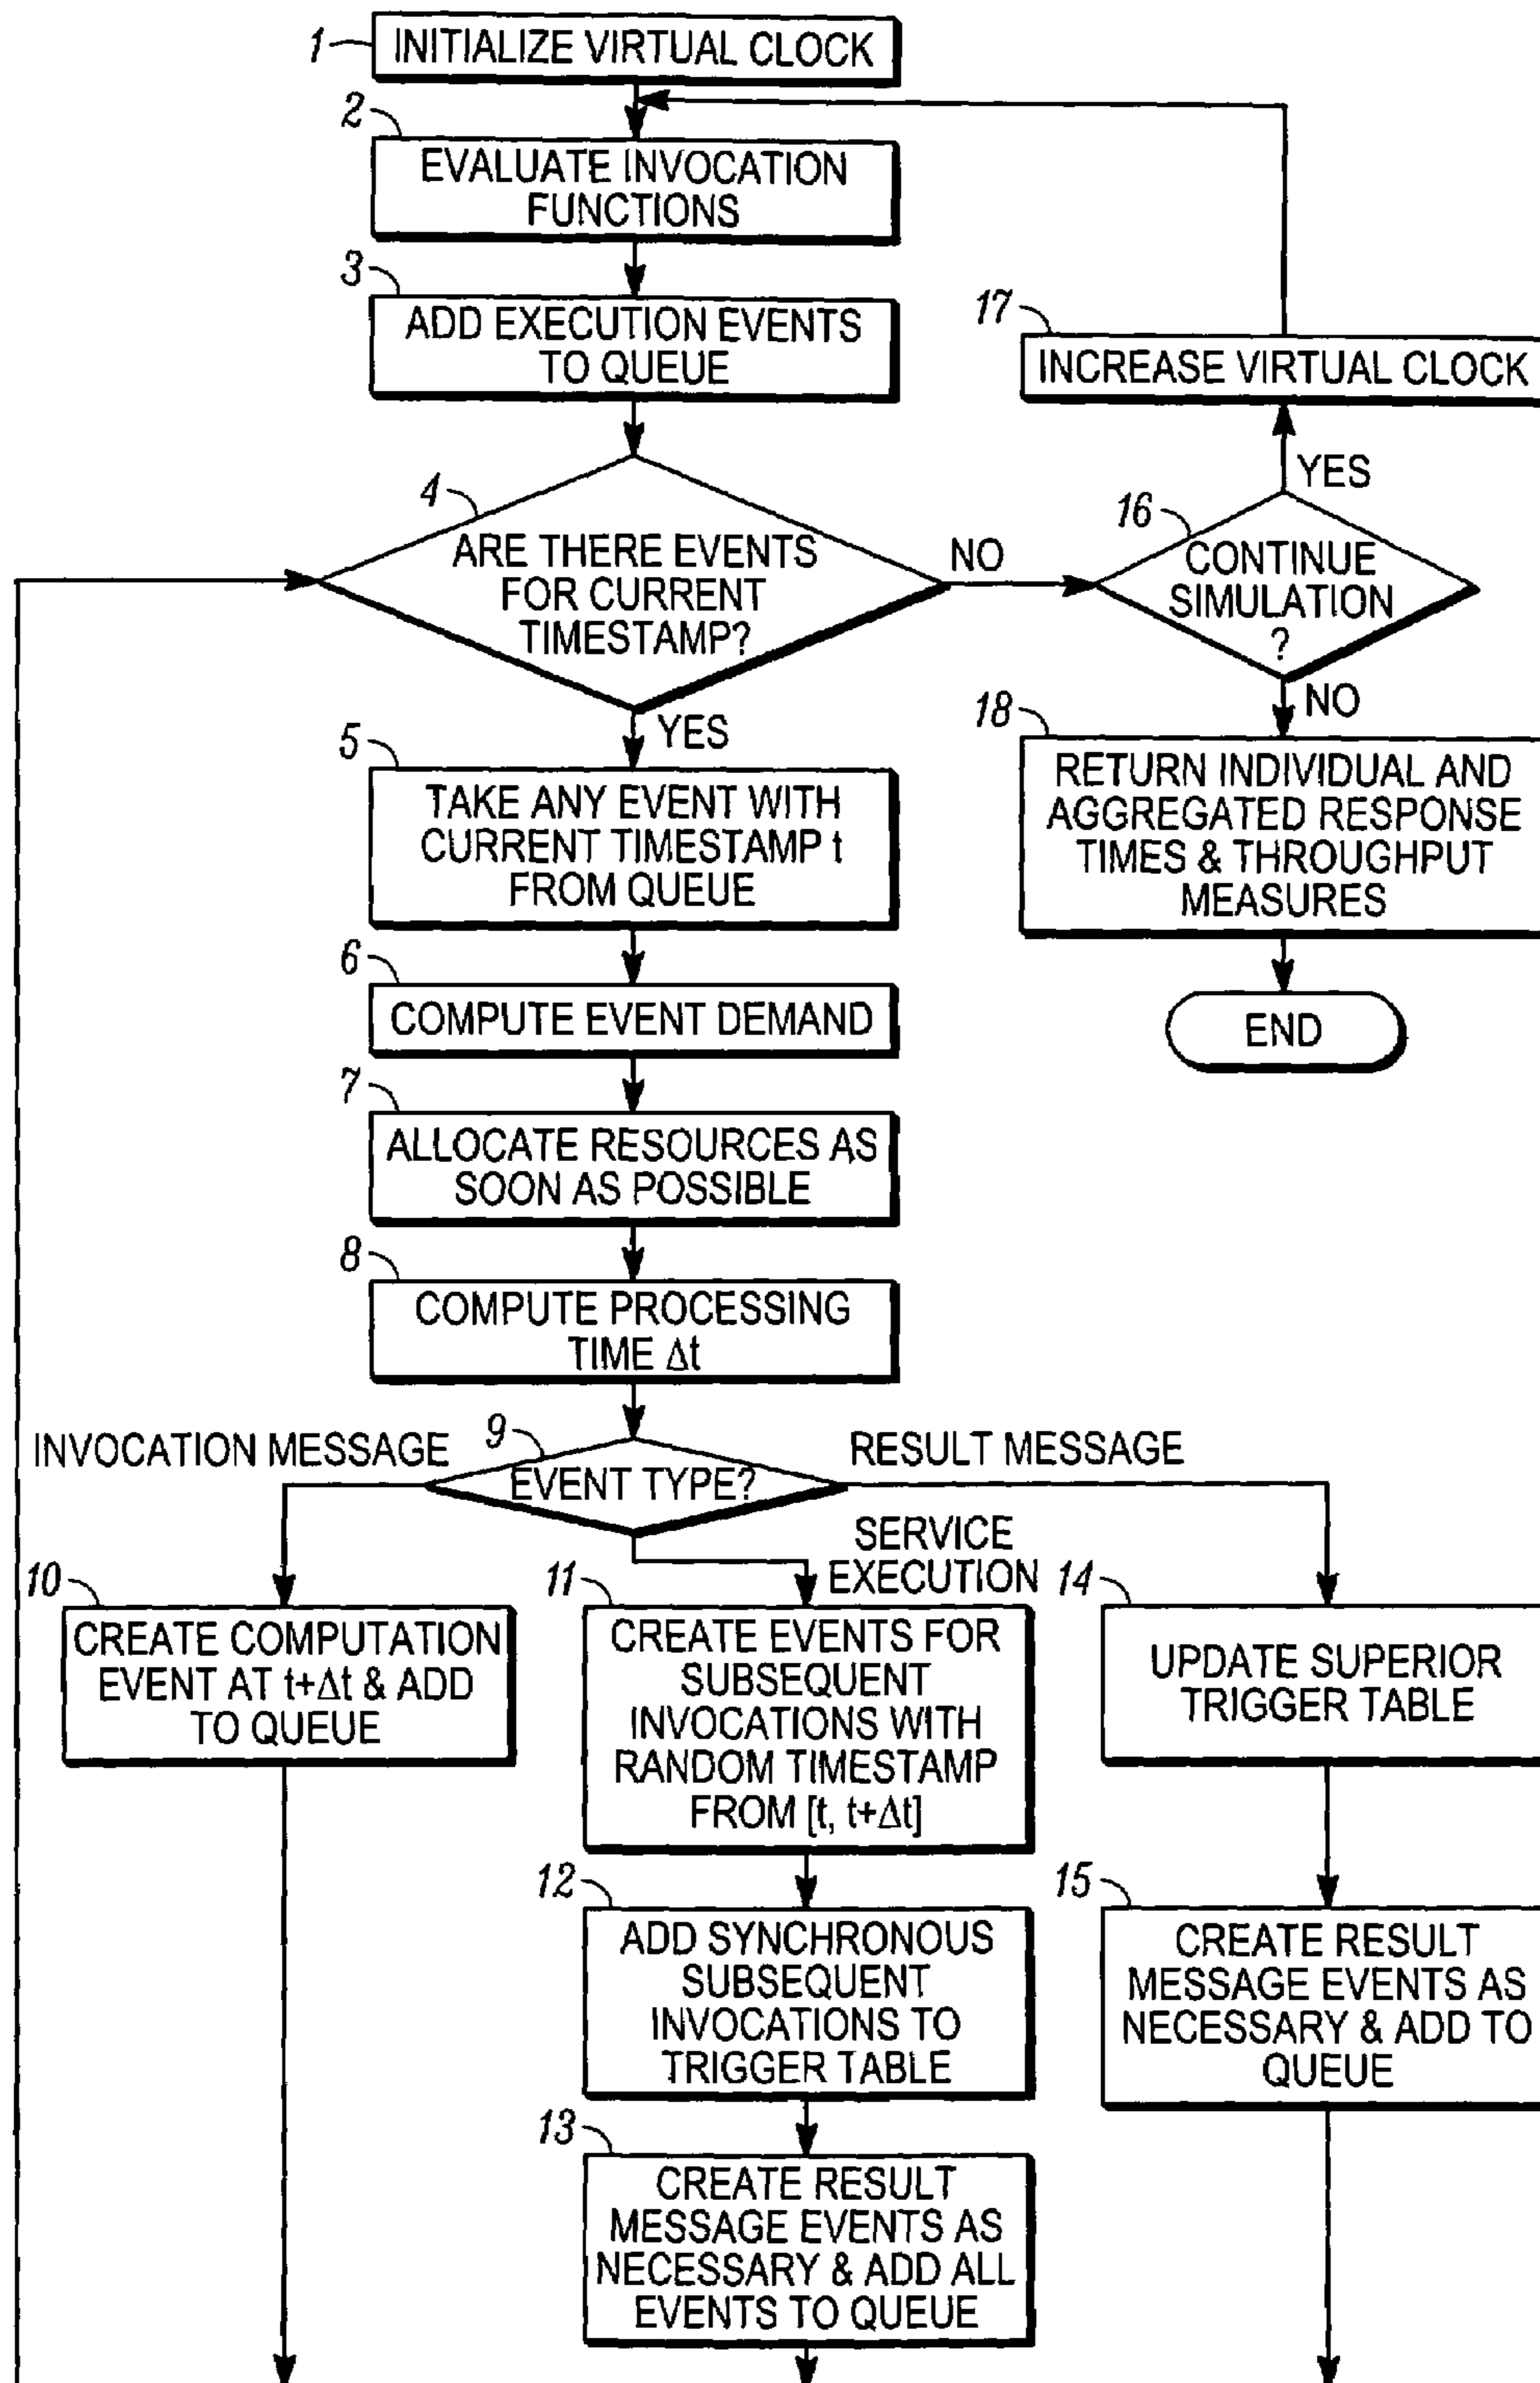 1
INITIALIZE VIRTUAL CLOCK
2
EVALUATE INVOCATION
FUNCTIONS
3
ADD EXECUTION EVENTS
TO QUEUE
17
INCREASE VIRTUAL CLOCK
YES
4
ARE THERE EVENTS
FOR CURRENT
TIMESTAMP?
NO
16
CONTINUE
SIMULATION
?
NO
YES
5
TAKE ANY EVENT WITH
CURRENT TIMESTAMP t
FROM QUEUE
18
RETURN INDIVIDUAL AND
AGGREGATED RESPONSE
TIMES & THROUGHPUT
MEASURES
END
6
COMPUTE EVENT DEMAND
7
ALLOCATE RESOURCES AS
SOON AS POSSIBLE
8
COMPUTE PROCESSING
TIME Δt
INVOCATION MESSAGE
9
EVENT TYPE?
RESULT MESSAGE
SERVICE
EXECUTION
10
CREATE COMPUTATION
EVENT AT t+Δt & ADD
TO QUEUE
11
CREATE EVENTS FOR
SUBSEQUENT
INVOCATIONS WITH
RANDOM TIMESTAMP
FROM [t, t+Δt]
14
UPDATE SUPERIOR
TRIGGER TABLE
12
ADD SYNCHRONOUS
SUBSEQUENT
INVOCATIONS TO
TRIGGER TABLE
15
CREATE RESULT
MESSAGE EVENTS AS
NECESSARY & ADD TO
QUEUE
13
CREATE RESULT
MESSAGE EVENTS AS
NECESSARY & ADD ALL
EVENTS TO QUEUE